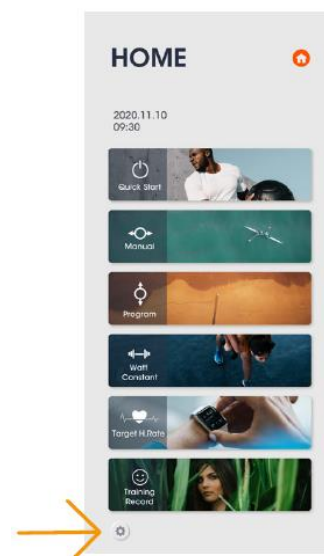 HOME
2020.11.10
09:30
Quick Start
Manual
Program
Watt
Constant
Target H.Rate
Training
Record